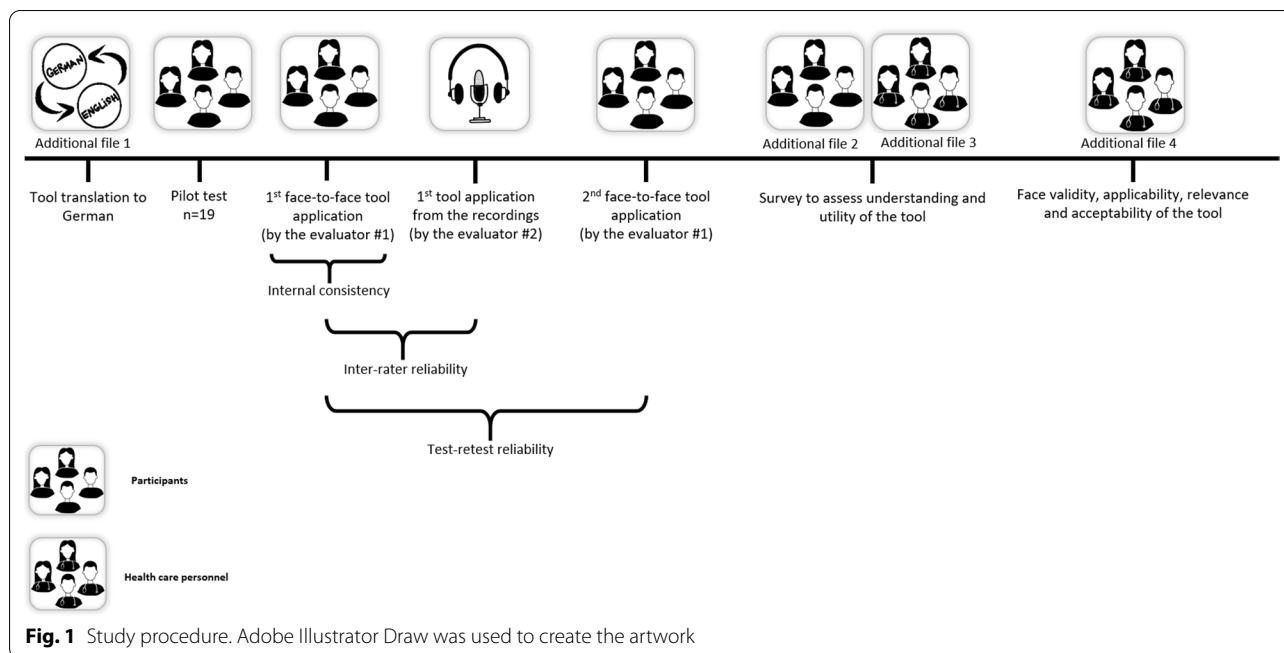 GERMAN
ENGLISH
Additional file 1
Additional file 2
Additional file 3
Additional file 4
Tool translation to
German
Pilot test
n=19
1st face-to-face tool
application
(by the evaluator #1)
1st tool application
from the recordings
(by the evaluator #2)
2nd face-to-face tool
application
(by the evaluator #1)
Survey to assess understanding and
utility of the tool
Face validity, applicability, relevance
and acceptability of the tool
Internal consistency
Inter-rater reliability
Test-retest reliability
Participants
Health care personnel
Fig. 1 Study procedure. Adobe Illustrator Draw was used to create the artwork